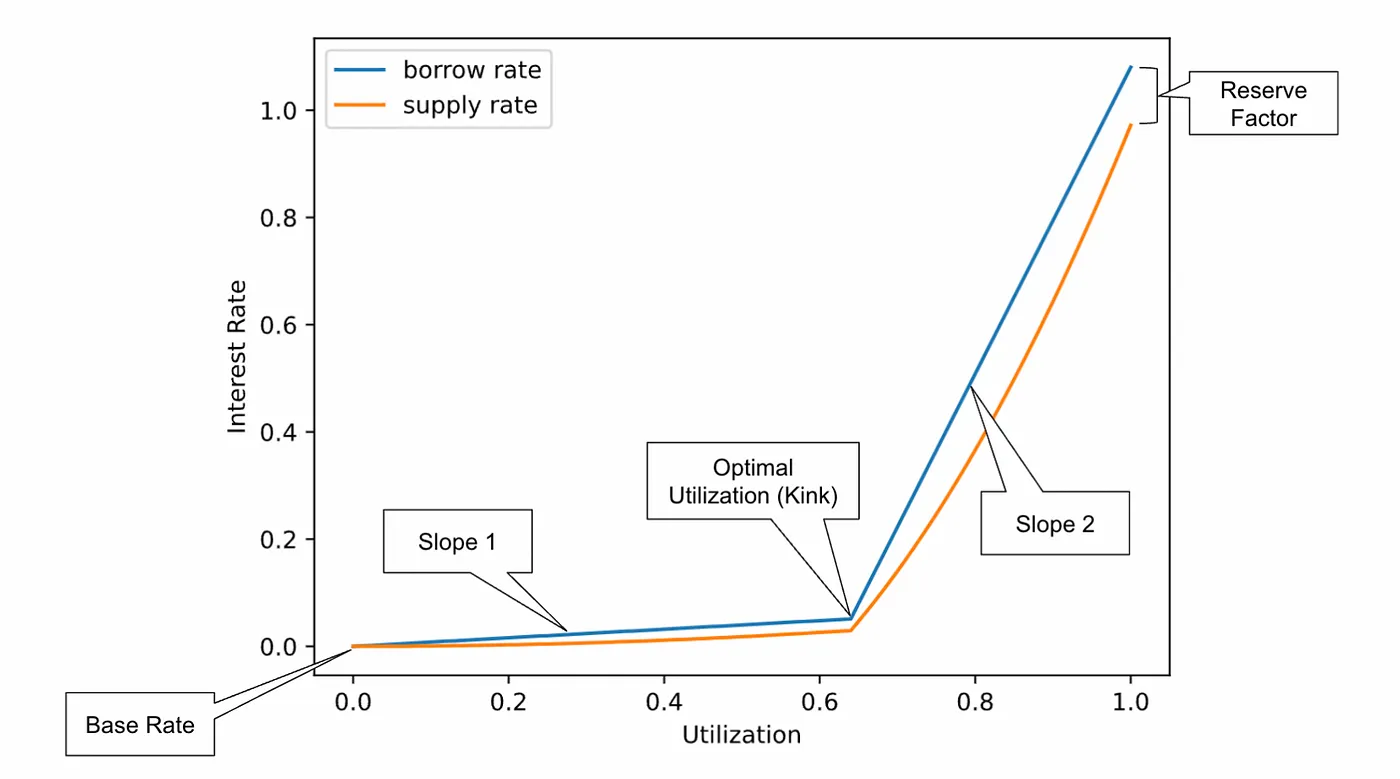 borrow rate
supply rate
Reserve
Factor
1.0
0.8
0.6
0.4
0.2
0.0
Interest Rate
Optimal
Utilization (Kink)
Slope 1
Slope 2
Base Rate
0.0 0.2 0.4 0.6 0.8 1.0
Utilization